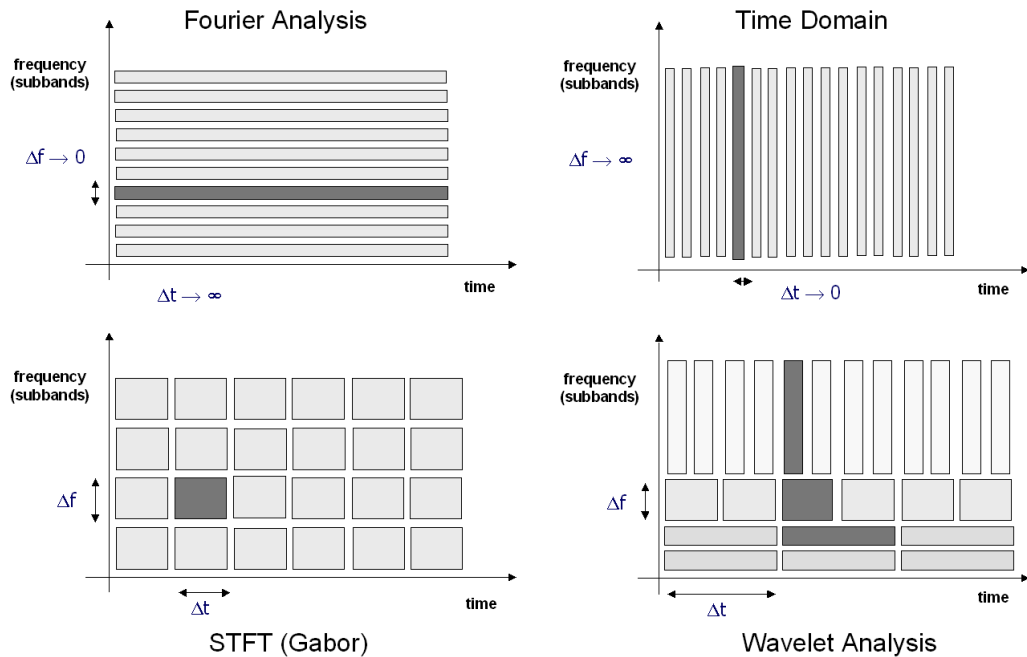 Fourier Analysis
frequency
(subbands)
Δf → 0
time
Δt → ∞
Time Domain
frequency
(subbands)
Δf → ∞
time
Δt → 0
frequency
(subbands)
Δf
time
Δt
STFT (Gabor)
frequency
(subbands)
Δf
time
Δt
Wavelet Analysis